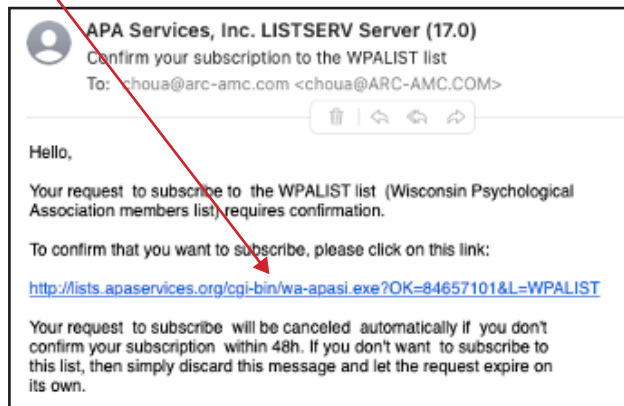 APA Services, Inc. LISTSERV Server (17.0)
Confirm your subscription to the WPALIST list
To: choua@arc-amc.com <choua@ARC-AMC.COM>
Hello,
Your request to subscribe to the WPALIST list (Wisconsin Psychological
Association members list) requires confirmation.
To confirm that you want to subscribe, please click on this link:
http://lists.apaservices.org/cgi-bin/wa-apasi.exe?OK=84657101&L=WPALIST
Your request to subscribe will be canceled automatically if you don't
confirm your subscription within 48h. If you don't want to subscribe to
this list, then simply discard this message and let the request expire on
its own.